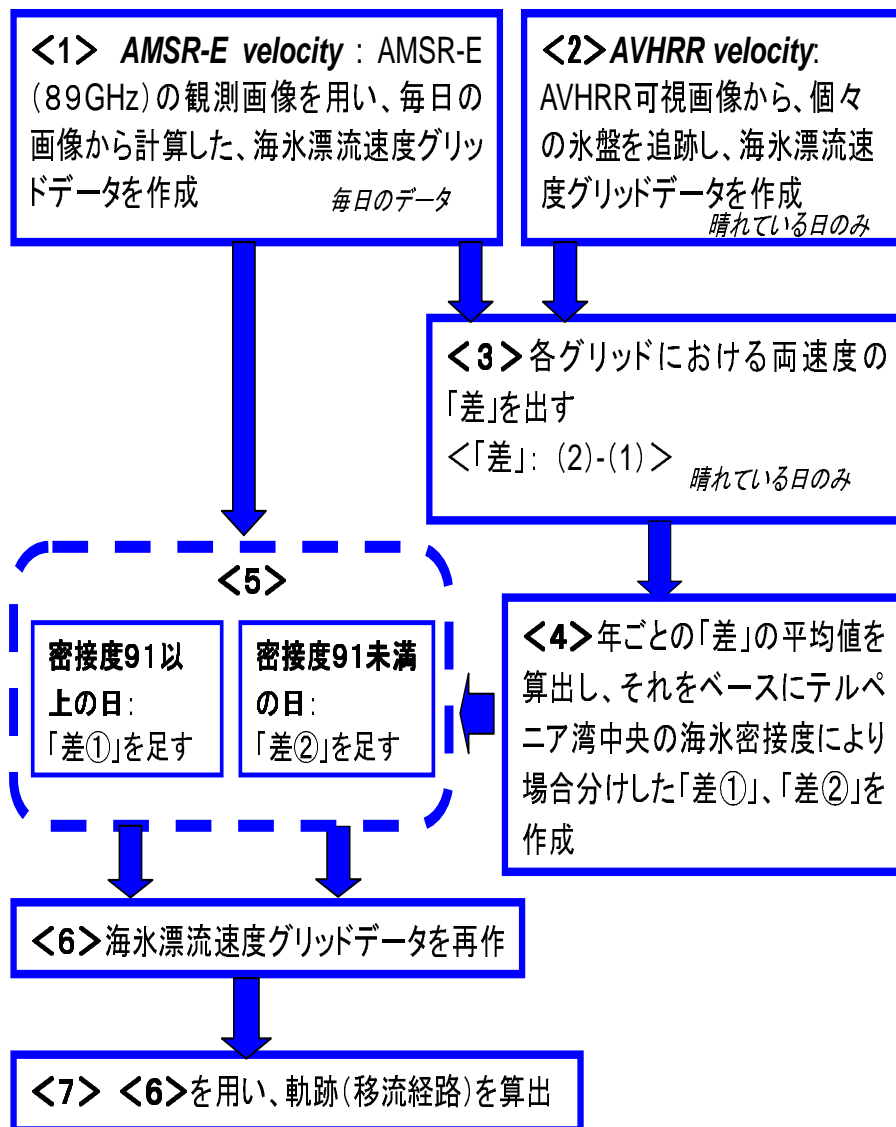 <1> AMSR-E velocity : AMSR-E
(89GHz)の観測画像を用い、毎日の
画像から計算した、海氷漂流速度グリッ
ドデータを作成
毎日のデータ
<2>AVHRR velocity:
AVHRR可視画像から、個々
の氷盤を追跡し、海氷漂流速
度グリッドデータを作成
晴れている日のみ
<3>各グリッドにおける両速度の
「差」を出す
<「差」: (2)-(1)>
晴れている日のみ
<4>年ごとの「差」の平均値を
算出し、それをベースにテルペ
ニア湾中央の海氷密接度により
場合分けした「差①」、「差②」を
作成
<5>
密接度91以
上の日:
「差①」を足す
密接度91未満
の日:
「差②」を足す
<6>海氷漂流速度グリッドデータを再作
<7> <6>を用い、軌跡(移流経路)を算出